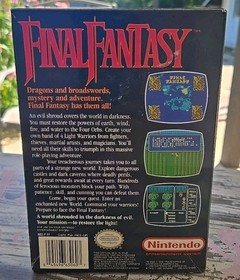 FINAL FANTASY
Dragons and broadswords,
mystery and adventure.
Final Fantasy has them all!
An evil shroud covers the world in darkness.
You must restore the powers of earth, wind,
fire, and water to the Four Orbs. Create your
own band of 4 Light Warriors from fighters,
thieves, martial artists, and magicians. You'll
need all their skills to triumph in this massive
role-playing adventure.
Your treacherous journey takes you to all
parts of a strange new world. Explore dangerous
castles and dark caverns where deadly perils
and great rewards await at every turn. Hundreds
of ferocious monsters block your path. With
patience, skill, and cunning you can defeat them.
Come, begin your quest. Enter an
enchanted new World. Command your warriors!
Prepare to face the Final Fantasy!
A world shrouded in the darkness of evil.
Your mission—to restore the light!
Nintendo